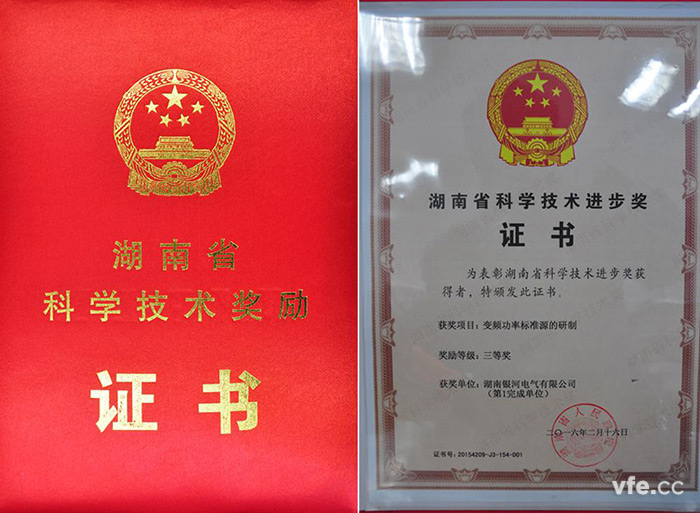 湖南省
科学技术奖励
证书
湖南省科学技术进步奖
证书
为表彰湖南省科学技术进步奖获
得者，特颁发此证书。
获奖项目：变频功率标准源的研制
奖励等级：三等奖
获奖单位：湖南银河电气有限公司
（第1完成单位）
二〇一六年二月十六日
证书号：20154209-J3-154-001
vfe.cc